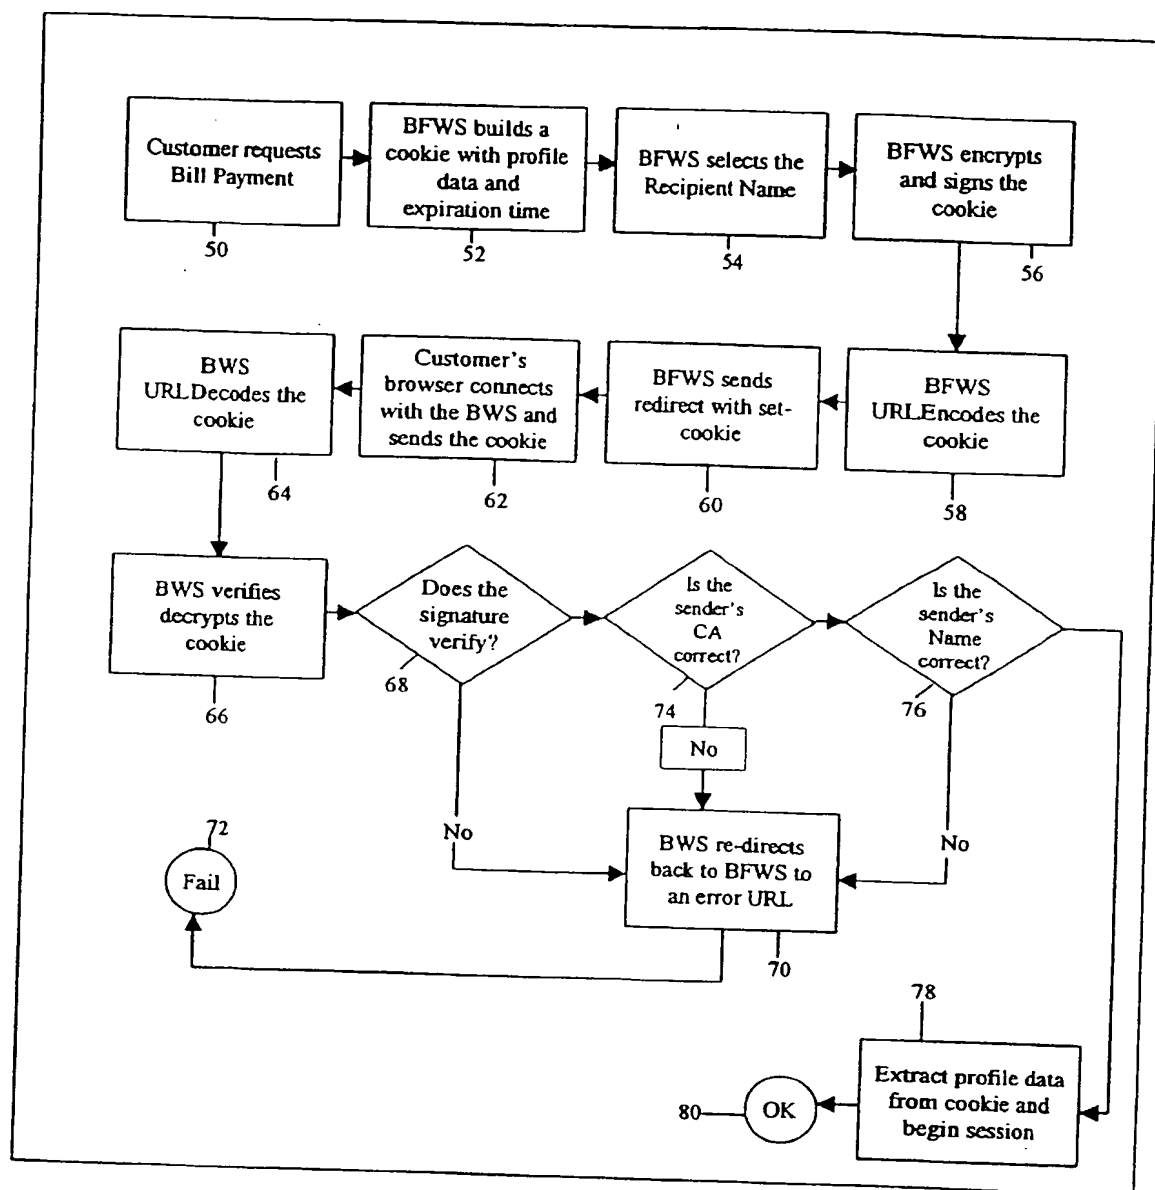 Customer requests
Bill Payment
50
BFWS builds a
cookie with profile
data and
expiration time
52
BFWS selects the
Recipient Name
54
BFWS encrypts
and signs the
cookie
56
BFWS
URLEncodes the
cookie
58
BFWS sends
redirect with set-
cookie
60
Customer's
browser connects
with the BWS and
sends the cookie
62
BWS
URLDecodes the
cookie
64
BWS verifies
decrypts the
cookie
66
Does the
signature
verify?
68
Is the
sender's
CA
correct?
74
Is the
sender's
Name
correct?
76
No
No
No
BWS re-directs
back to BFWS to
an error URL
70
72
Fail
78
Extract profile data
from cookie and
begin session
80
OK